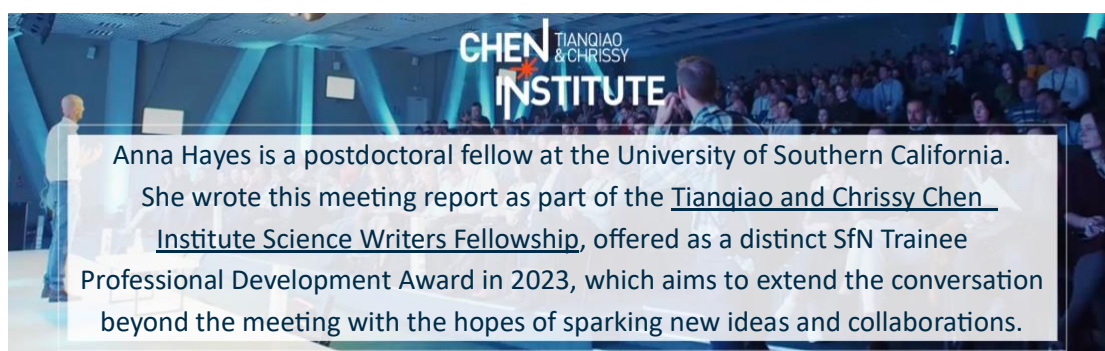 CHEN TIANQIAO
& CHRISSY
INSTITUTE
Anna Hayes is a postdoctoral fellow at the University of Southern California.
She wrote this meeting report as part of the Tianqiao and Chrissy Chen
Institute Science Writers Fellowship, offered as a distinct SfN Trainee
Professional Development Award in 2023, which aims to extend the conversation
beyond the meeting with the hopes of sparking new ideas and collaborations.